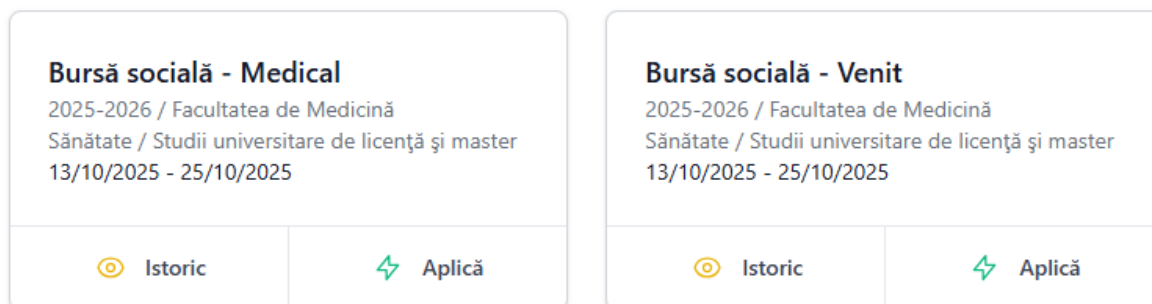 Bursă socială - Medical
2025-2026 / Facultatea de Medicină
Sănătate / Studii universitare de licenţă şi master
13/10/2025 - 25/10/2025
Istoric
Aplică
Bursă socială - Venit
2025-2026 / Facultatea de Medicină
Sănătate / Studii universitare de licenţă şi master
13/10/2025 - 25/10/2025
Istoric
Aplică